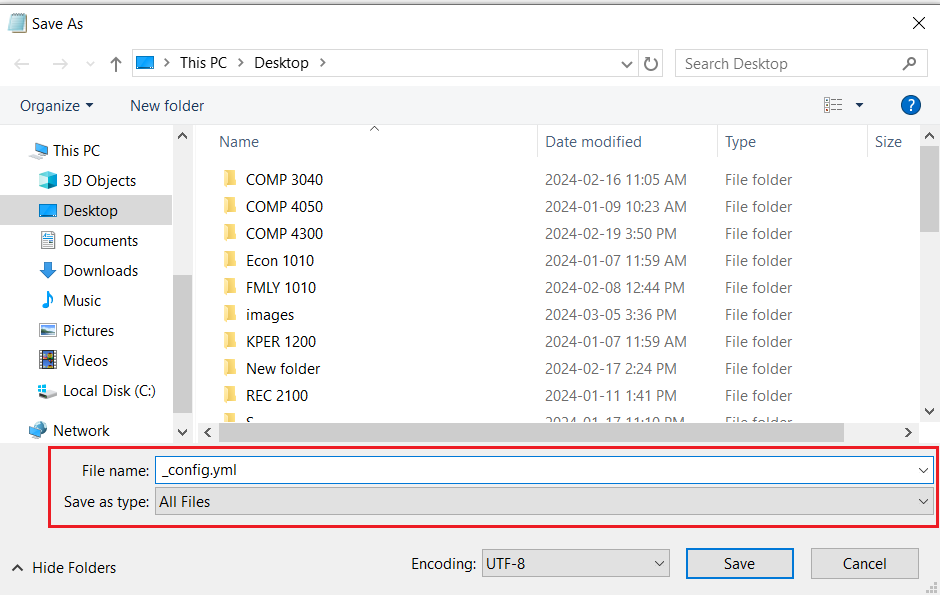 Save As
This PC > Desktop >
Search Desktop
Organize
New folder
?
Name
Date modified
Type
Size
This PC
3D Objects
Desktop
Documents
Downloads
Music
Pictures
Videos
Local Disk (C:)
Network
COMP 3040 2024-02-16 11:05 AM File folder
COMP 4050 2024-01-09 10:23 AM File folder
COMP 4300 2024-02-19 3:50 PM File folder
Econ 1010 2024-01-07 11:59 AM File folder
FMLY 1010 2024-02-08 12:44 PM File folder
images 2024-03-05 3:36 PM File folder
KPER 1200 2024-01-07 11:59 AM File folder
New folder 2024-02-17 2:24 PM File folder
REC 2100 2024-01-11 1:41 PM File folder
File name: _config.yml
Save as type: All Files
Hide Folders
Encoding: UTF-8
Save
Cancel